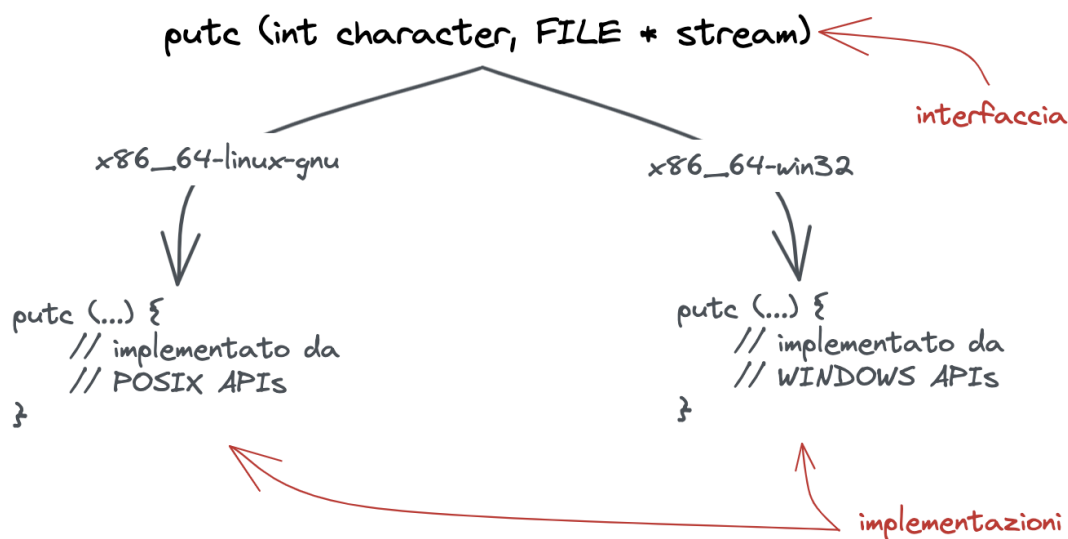 putc (int character, FILE * stream)
interfaccia
x86_64-linux-gnu
x86_64-win32
putc (...) {
// implementato da
// POSIX APIs
}
putc (...) {
// implementato da
// WINDOWS APIs
}
implementazioni